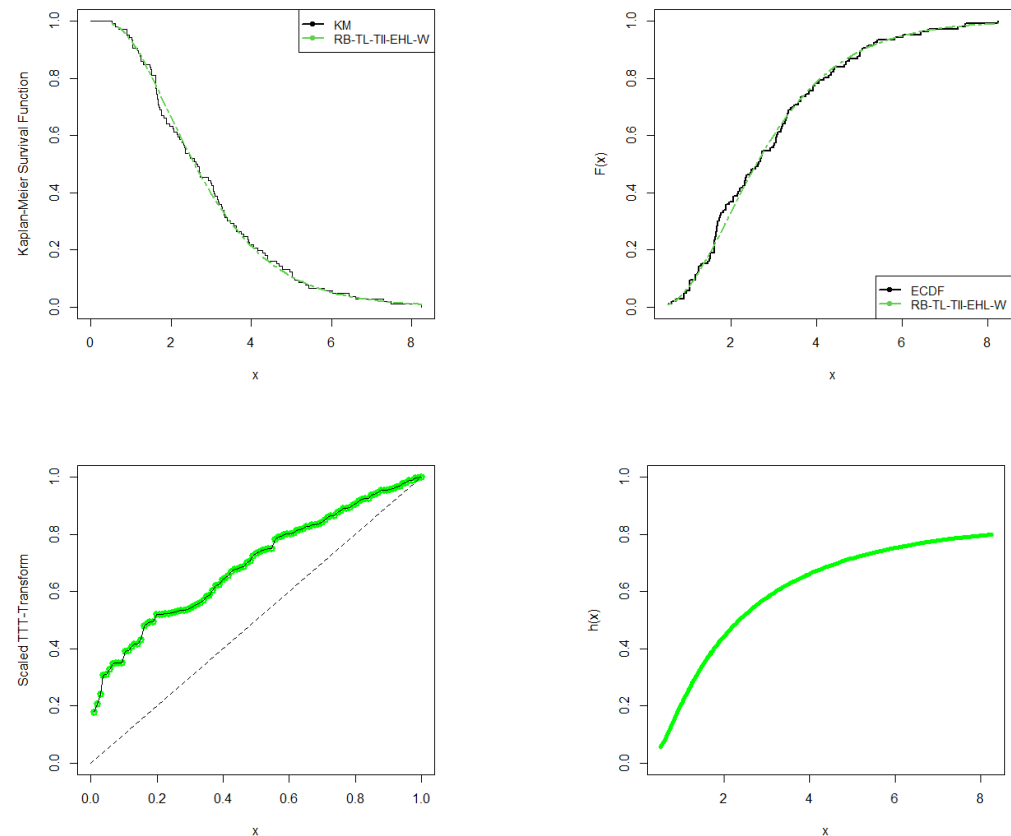 Kaplan-Meier Survival Function
0.0 0.2 0.4 0.6 0.8 1.0
KM
RB-TL-TII-EHL-W
0 2 4 6 8
x
F(x)
0.0 0.2 0.4 0.6 0.8 1.0
ECDF
RB-TL-TII-EHL-W
2 4 6 8
x
Scaled TTT-Transform
0.0 0.2 0.4 0.6 0.8 1.0
0.0 0.2 0.4 0.6 0.8 1.0
x
h(x)
0.0 0.2 0.4 0.6 0.8 1.0
2 4 6 8
x